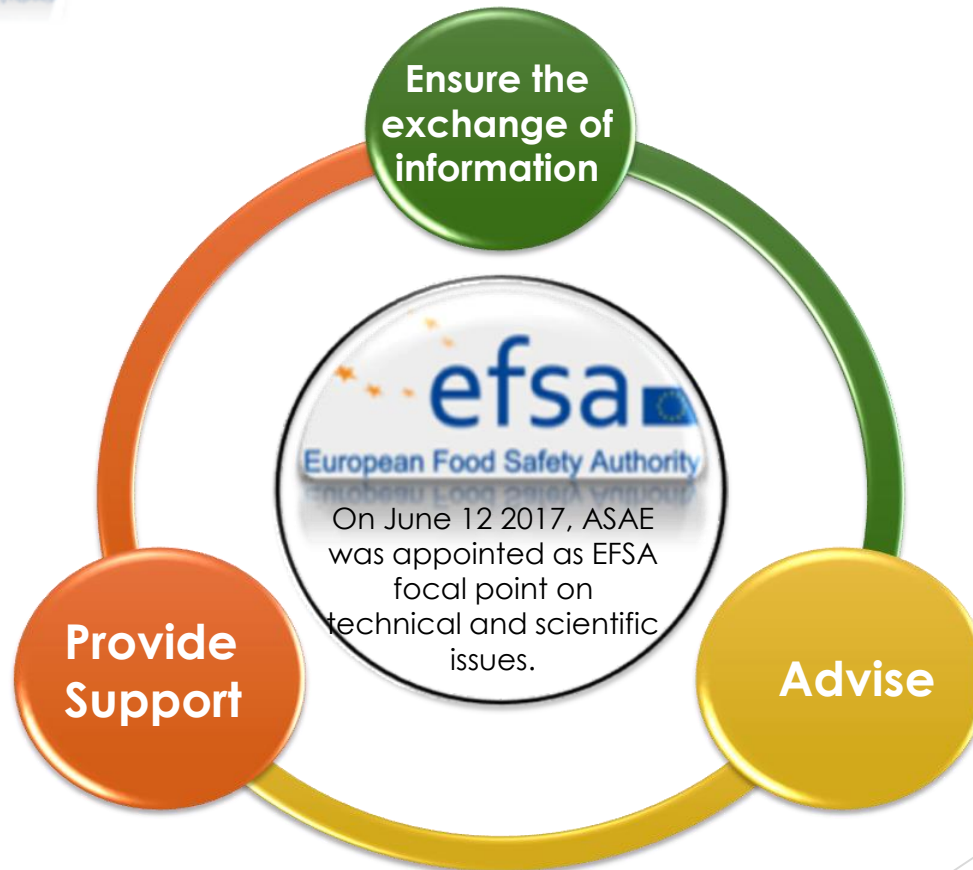 Ensure the
exchange of
information
efsa
European Food Safety Authority
On June 12 2017, ASAE
was appointed as EFSA
focal point on
technical and scientific
issues.
Provide
Support
Advise